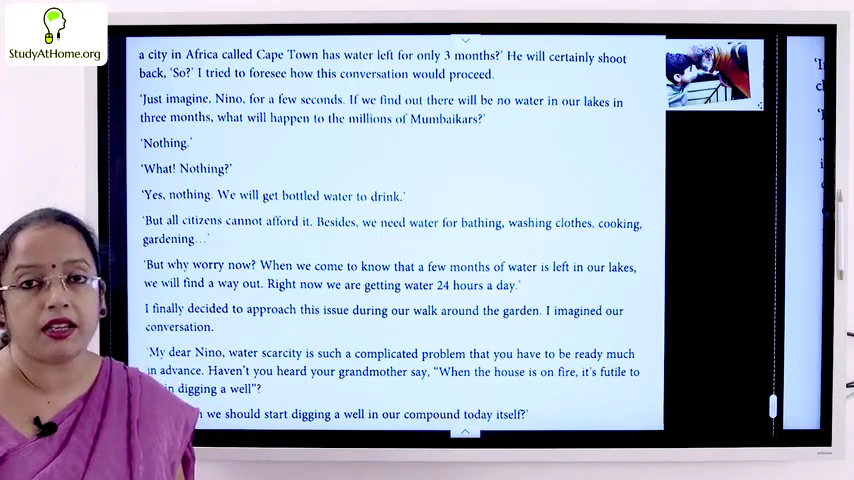 StudyAtHome.org
a city in Africa called Cape Town has water left for only 3 months?' He will certainly shoot
back, 'So?' I tried to foresee how this conversation would proceed.
'Just imagine, Nino, for a few seconds. If we find out there will be no water in our lakes in
three months, what will happen to the millions of Mumbaikars?'
'Nothing.'
'What! Nothing?'
'Yes, nothing. We will get bottled water to drink.'
'But all citizens cannot afford it. Besides, we need water for bathing, washing clothes, cooking,
gardening…'
'But why worry now? When we come to know that a few months of water is left in our lakes,
we will find a way out. Right now we are getting water 24 hours a day.'
I finally decided to approach this issue during our walk around the garden. I imagined our
conversation.
'My dear Nino, water scarcity is such a complicated problem that you have to be ready much
in advance. Haven't you heard your grandmother say, "When the house is on fire, it's futile to
in digging a well"?
we should start digging a well in our compound today itself?'